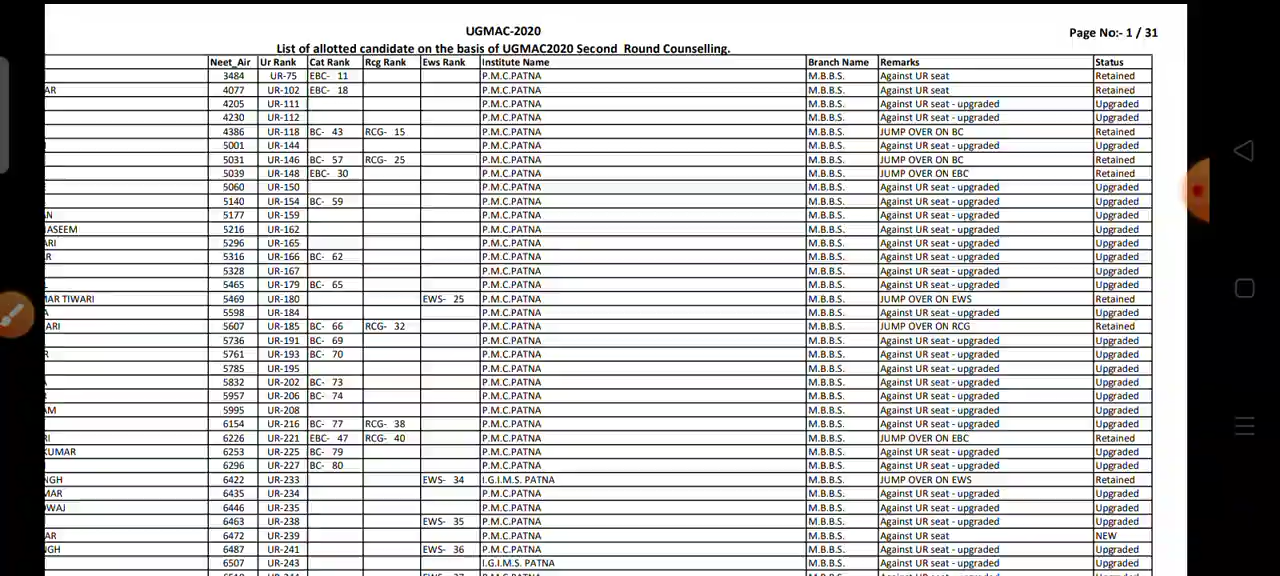 UGMAC-2020
Page No:- 1 / 31
List of allotted candidate on the basis of UGMAC2020 Second Round Counselling.
Neet_Air Ur Rank Cat Rank Rcg Rank Ews Rank Institute Name Branch Name Remarks Status
3484 UR-75 EBC- 11 P.M.C.PATNA M.B.B.S. Against UR seat Retained
AR 4077 UR-102 EBC- 18 P.M.C.PATNA M.B.B.S. Against UR seat Retained
4205 UR-111 P.M.C.PATNA M.B.B.S. Against UR seat - upgraded Upgraded
4230 UR-112 P.M.C.PATNA M.B.B.S. Against UR seat - upgraded Upgraded
4386 UR-118 BC- 43 RCG- 15 P.M.C.PATNA M.B.B.S. JUMP OVER ON BC Retained
5001 UR-144 P.M.C.PATNA M.B.B.S. Against UR seat - upgraded Upgraded
5031 UR-146 BC- 57 RCG- 25 P.M.C.PATNA M.B.B.S. JUMP OVER ON BC Retained
5039 UR-148 EBC- 30 P.M.C.PATNA M.B.B.S. JUMP OVER ON EBC Retained
5060 UR-150 P.M.C.PATNA M.B.B.S. Against UR seat - upgraded Upgraded
5140 UR-154 BC- 59 P.M.C.PATNA M.B.B.S. Against UR seat - upgraded Upgraded
AN 5177 UR-159 P.M.C.PATNA M.B.B.S. Against UR seat - upgraded Upgraded
ASEEM 5216 UR-162 P.M.C.PATNA M.B.B.S. Against UR seat - upgraded Upgraded
ARI 5296 UR-165 P.M.C.PATNA M.B.B.S. Against UR seat - upgraded Upgraded
R 5316 UR-166 BC- 62 P.M.C.PATNA M.B.B.S. Against UR seat - upgraded Upgraded
5328 UR-167 P.M.C.PATNA M.B.B.S. Against UR seat - upgraded Upgraded
5465 UR-179 BC- 65 P.M.C.PATNA M.B.B.S. Against UR seat - upgraded Upgraded
MAR TIWARI 5469 UR-180 EWS- 25 P.M.C.PATNA M.B.B.S. JUMP OVER ON EWS Retained
A 5598 UR-184 P.M.C.PATNA M.B.B.S. Against UR seat - upgraded Upgraded
ARI 5607 UR-185 BC- 66 RCG- 32 P.M.C.PATNA M.B.B.S. JUMP OVER ON RCG Retained
5736 UR-191 BC- 69 P.M.C.PATNA M.B.B.S. Against UR seat - upgraded Upgraded
R 5761 UR-193 BC- 70 P.M.C.PATNA M.B.B.S. Against UR seat - upgraded Upgraded
5785 UR-195 P.M.C.PATNA M.B.B.S. Against UR seat - upgraded Upgraded
A 5832 UR-202 BC- 73 P.M.C.PATNA M.B.B.S. Against UR seat - upgraded Upgraded
5957 UR-206 BC- 74 P.M.C.PATNA M.B.B.S. Against UR seat - upgraded Upgraded
AM 5995 UR-208 P.M.C.PATNA M.B.B.S. Against UR seat - upgraded Upgraded
6154 UR-216 BC- 77 RCG- 38 P.M.C.PATNA M.B.B.S. Against UR seat - upgraded Upgraded
RI 6226 UR-221 EBC- 47 RCG- 40 P.M.C.PATNA M.B.B.S. JUMP OVER ON EBC Retained
KUMAR 6253 UR-225 BC- 79 P.M.C.PATNA M.B.B.S. Against UR seat - upgraded Upgraded
6296 UR-227 BC- 80 P.M.C.PATNA M.B.B.S. Against UR seat - upgraded Upgraded
NGH 6422 UR-233 EWS- 34 I.G.I.M.S. PATNA M.B.B.S. JUMP OVER ON EWS Retained
MAR 6435 UR-234 P.M.C.PATNA M.B.B.S. Against UR seat - upgraded Upgraded
WAJ 6446 UR-235 P.M.C.PATNA M.B.B.S. Against UR seat - upgraded Upgraded
6463 UR-238 EWS- 35 P.M.C.PATNA M.B.B.S. Against UR seat - upgraded Upgraded
AR 6472 UR-239 P.M.C.PATNA M.B.B.S. Against UR seat NEW
NGH 6487 UR-241 EWS- 36 P.M.C.PATNA M.B.B.S. Against UR seat - upgraded Upgraded
6507 UR-243 I.G.I.M.S. PATNA M.B.B.S. Against UR seat - upgraded Upgraded